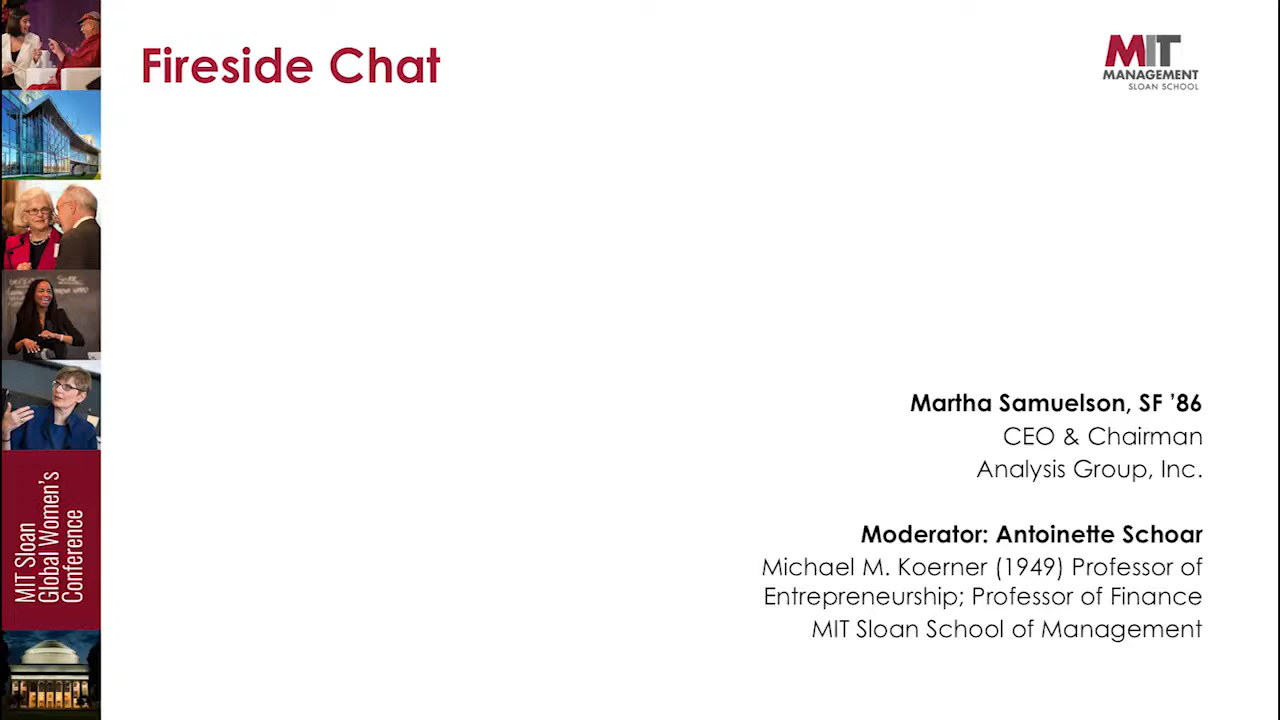 Fireside Chat
MIT
MANAGEMENT
SLOAN SCHOOL
Martha Samuelson, SF ’86
CEO & Chairman
Analysis Group, Inc.
Moderator: Antoinette Schoar
Michael M. Koerner (1949) Professor of
Entrepreneurship; Professor of Finance
MIT Sloan School of Management
MIT Sloan
Global Women’s
Conference